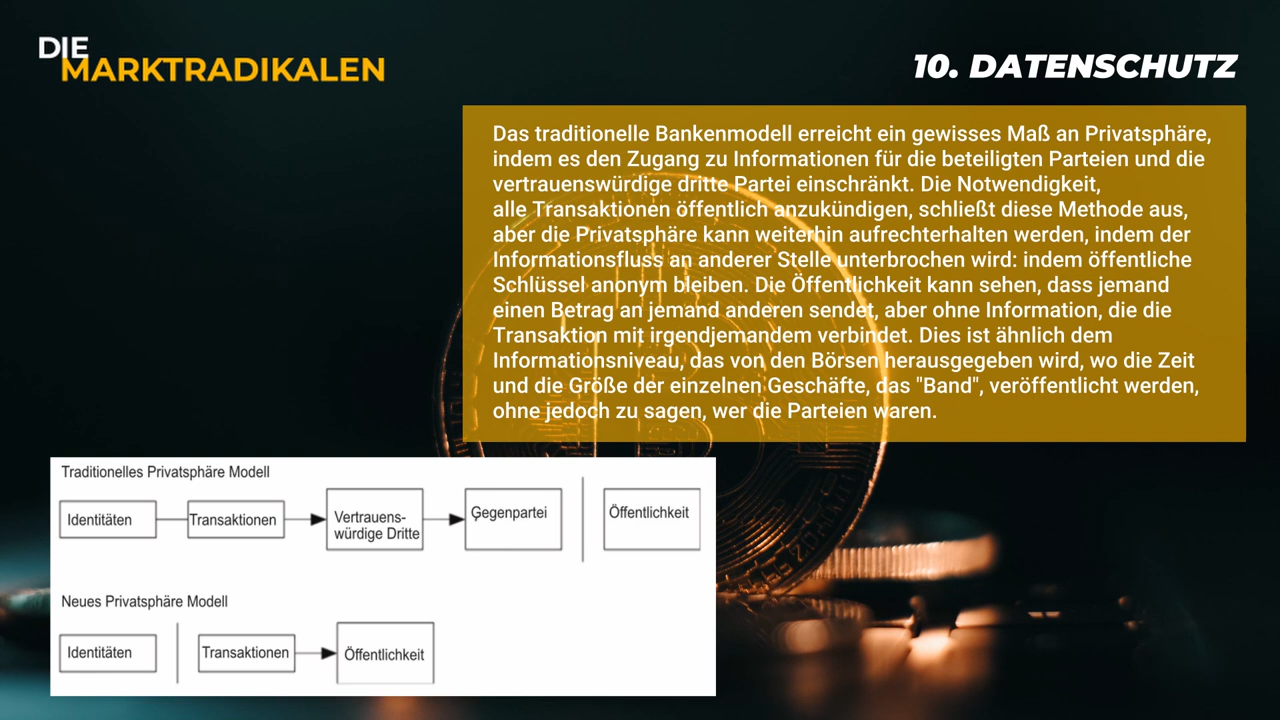 DIE
MARKTRADIKALEN
10. DATENSCHUTZ
Das traditionelle Bankenmodell erreicht ein gewisses Maß an Privatsphäre,
indem es den Zugang zu Informationen für die beteiligten Parteien und die
vertrauenswürdige dritte Partei einschränkt. Die Notwendigkeit,
alle Transaktionen öffentlich anzukündigen, schließt diese Methode aus,
aber die Privatsphäre kann weiterhin aufrechterhalten werden, indem der
Informationsfluss an anderer Stelle unterbrochen wird: indem öffentliche
Schlüssel anonym bleiben. Die Öffentlichkeit kann sehen, dass jemand
einen Betrag an jemand anderen sendet, aber ohne Information, die die
Transaktion mit irgendjemandem verbindet. Dies ist ähnlich dem
Informationsniveau, das von den Börsen herausgegeben wird, wo die Zeit
und die Größe der einzelnen Geschäfte, das "Band", veröffentlicht werden,
ohne jedoch zu sagen, wer die Parteien waren.
Traditionelles Privatsphäre Modell
Identitäten
Transaktionen
Vertrauens-
würdige Dritte
Gegenpartei
Öffentlichkeit
Neues Privatsphäre Modell
Identitäten
Transaktionen
Öffentlichkeit